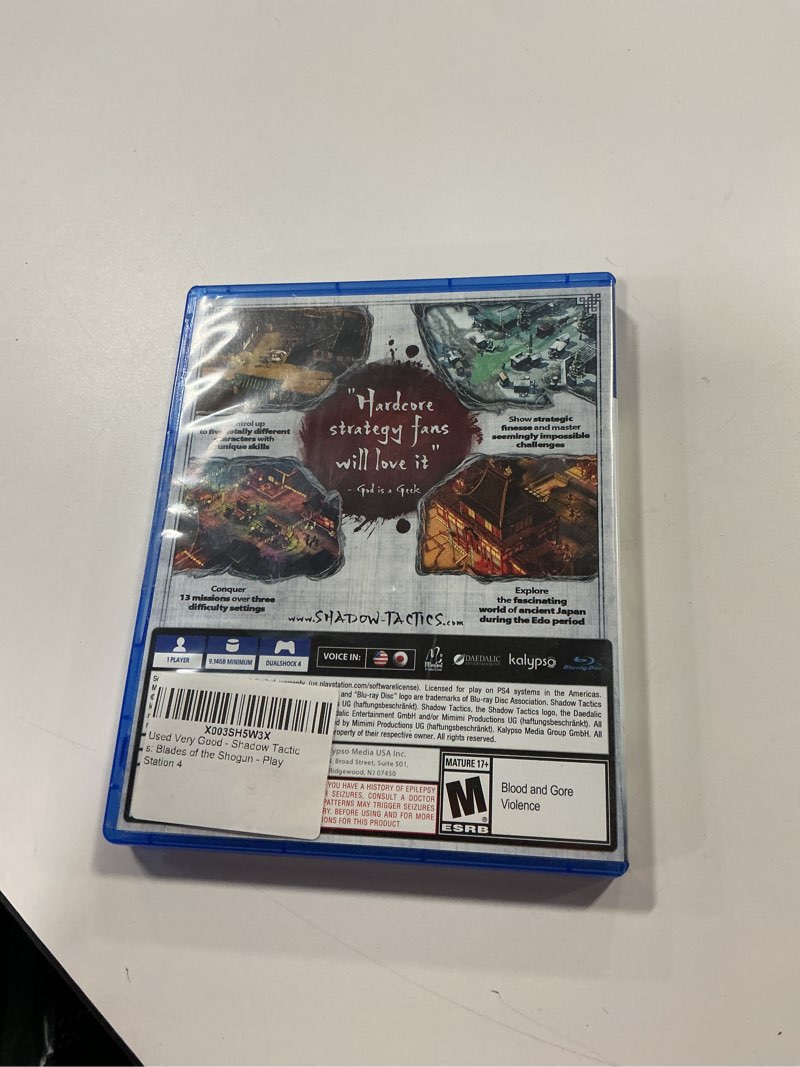 "Hardcore
strategy fans
will love it"
- God is a Geek
to five totally different
characters with
unique skills
Show strategic
finesse and master
seemingly impossible
challenges
Conquer
13 missions over three
difficulty settings
Explore
the fascinating
world of ancient Japan
during the Edo period
www.SHADOW-TACTICS.com
1 PLAYER
9.14GB MINIMUM
DUALSHOCK 4
VOICE IN:
DAEDALIC
ENTERTAINMENT
kalypso
Blu-ray Disc
warranty (us.playstation.com/softwarelicense). Licensed for play on PS4 systems in the Americas.
and "Blu-ray Disc" logo are trademarks of Blu-ray Disc Association. Shadow Tactics
UG (haftungsbeschränkt). Shadow Tactics, the Shadow Tactics logo, the Daedalic
Entertainment GmbH and/or Mimimi Productions UG (haftungsbeschränkt). All
by Mimimi Productions UG (haftungsbeschränkt). Kalypso Media Group GmbH. All
property of their respective owner. All rights reserved.
X003SH5W3X
Used Very Good - Shadow Tactic
s: Blades of the Shogun - Play
Station 4
Media USA Inc.
Broad Street, Suite 501,
Ridgewood, NJ 07450
YOU HAVE A HISTORY OF EPILEPSY
SEIZURES, CONSULT A DOCTOR
PATTERNS MAY TRIGGER SEIZURES
BEFORE USING AND FOR MORE
FOR THIS PRODUCT.
MATURE 17+
M
ESRB
Blood and Gore
Violence